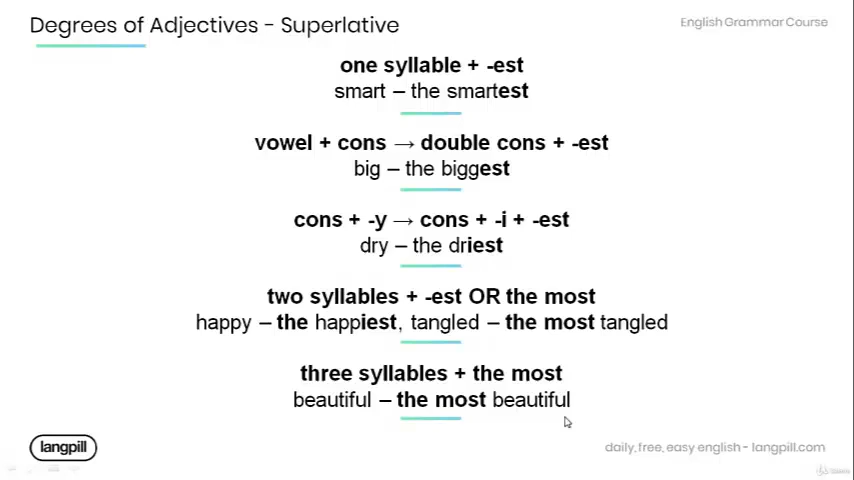 Degrees of Adjectives - Superlative
English Grammar Course
one syllable + -est
smart – the smartest
vowel + cons → double cons + -est
big – the biggest
cons + -y → cons + -i + -est
dry – the driest
two syllables + -est OR the most
happy – the happiest, tangled – the most tangled
three syllables + the most
beautiful – the most beautiful
langpill
daily, free, easy english - langpill.com